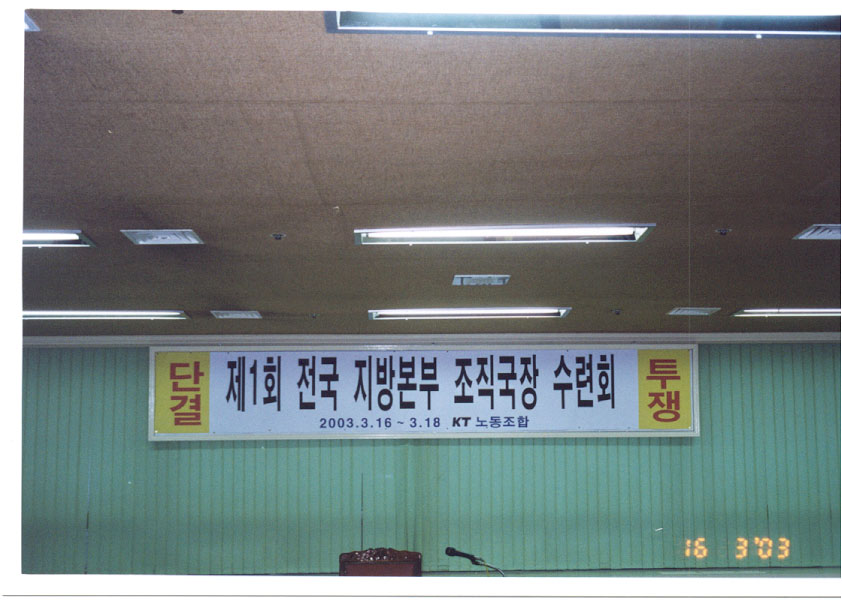 단결
제1회 전국 지방본부 조직국장 수련회
2003.3.16 ~ 3.18 KT 노동조합
투쟁
16 3'03